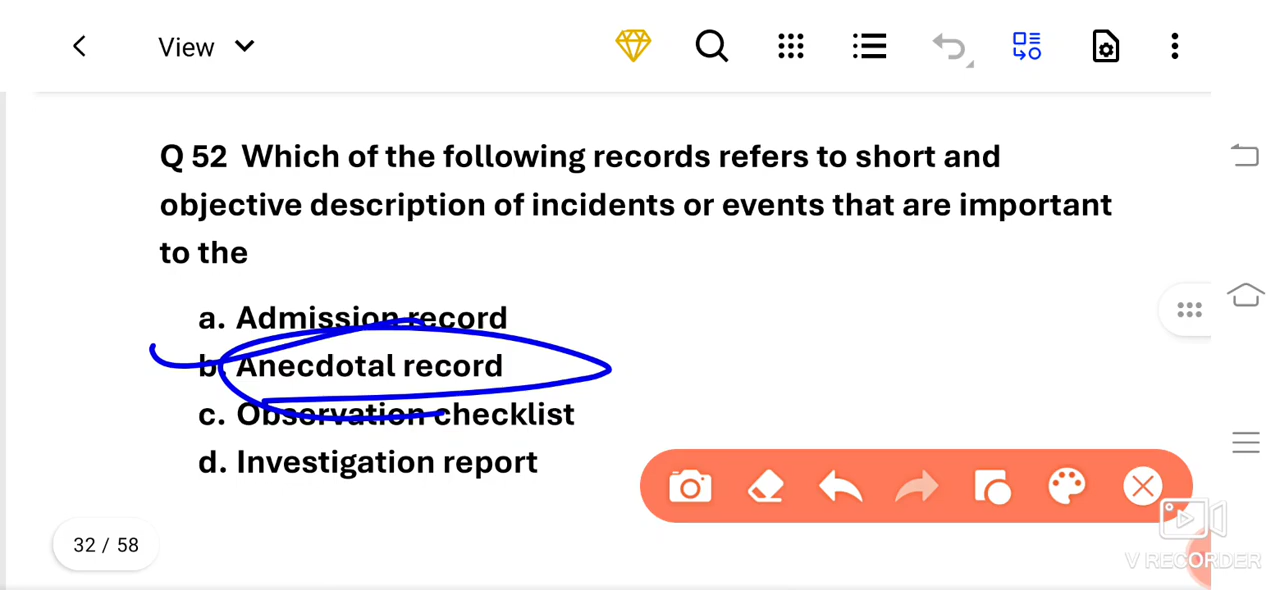 View
Q 52 Which of the following records refers to short and
objective description of incidents or events that are important
to the
a. Admission record
b. Anecdotal record
c. Observation checklist
d. Investigation report
32 / 58
V RECORDER